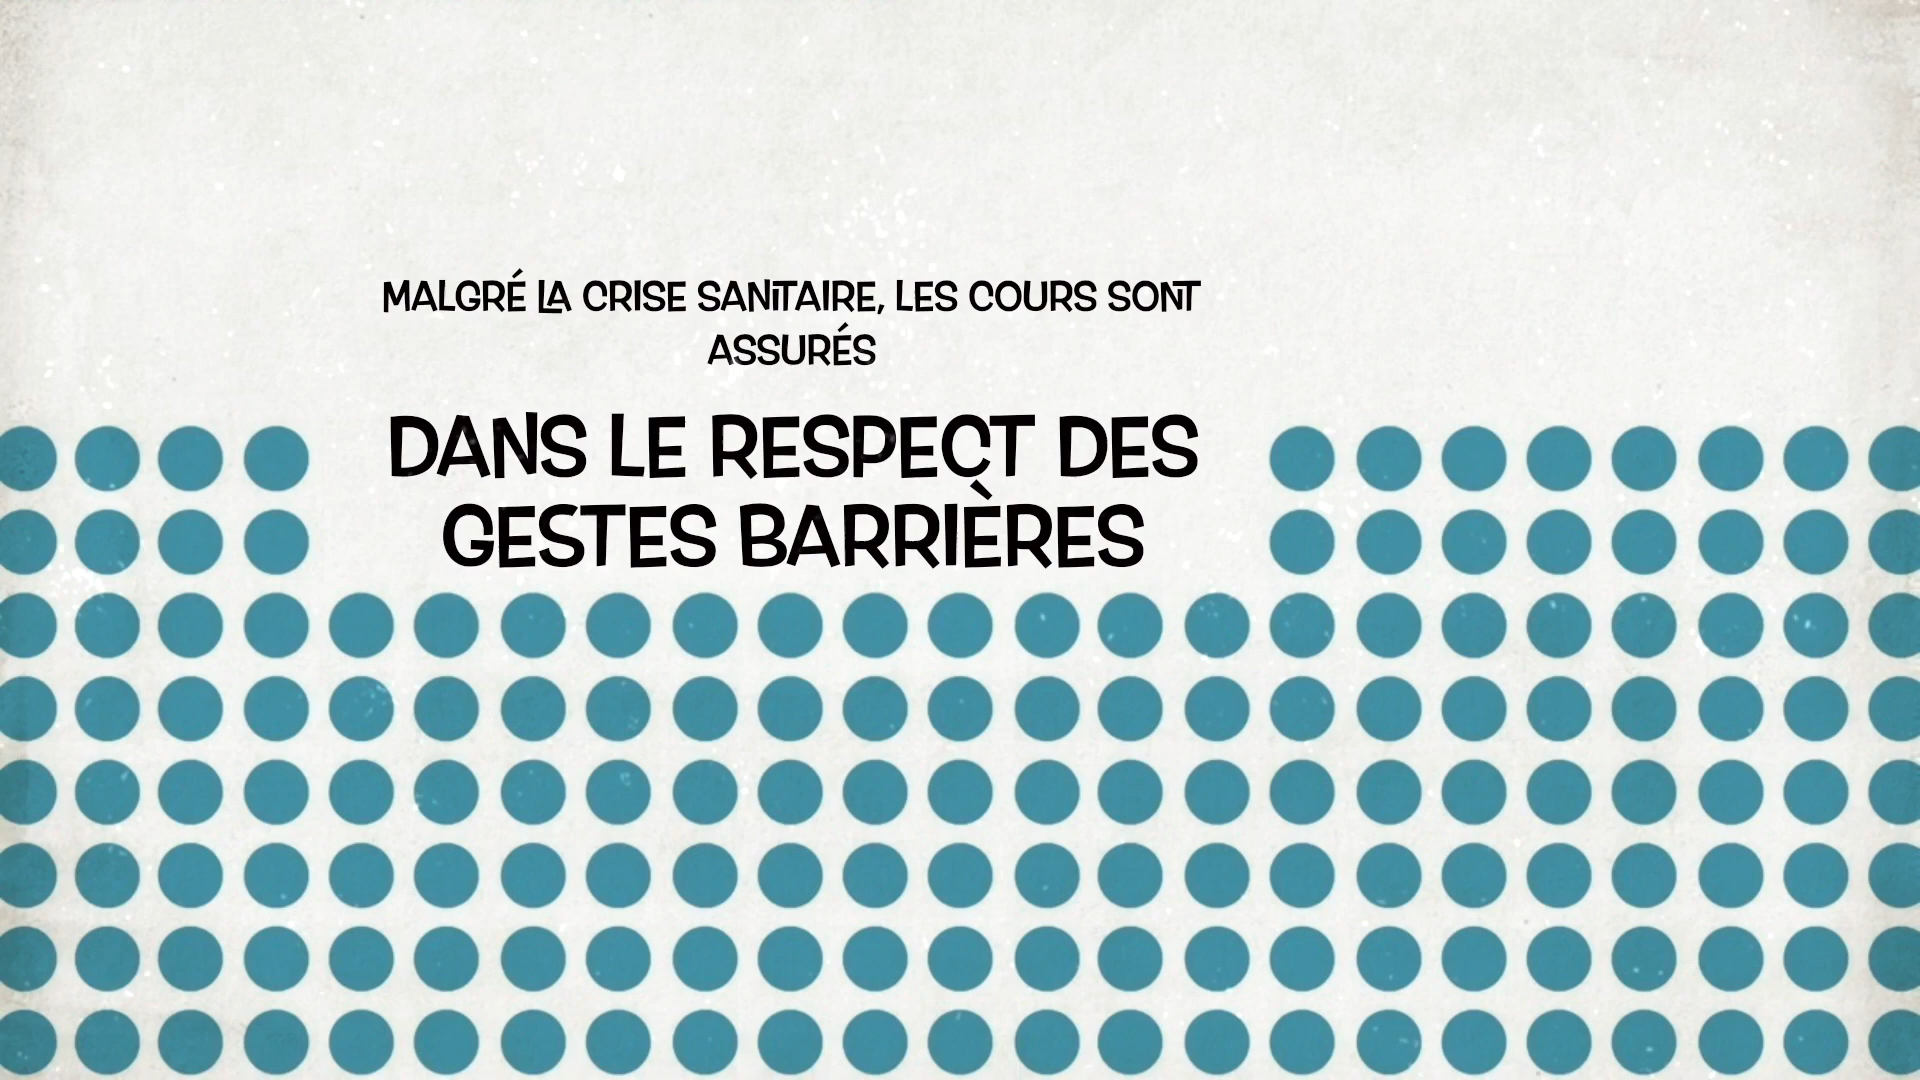 MALGRÉ LA CRISE SANITAIRE, LES COURS SONT
ASSURÉS
DANS LE RESPECT DES
GESTES BARRIÈRES